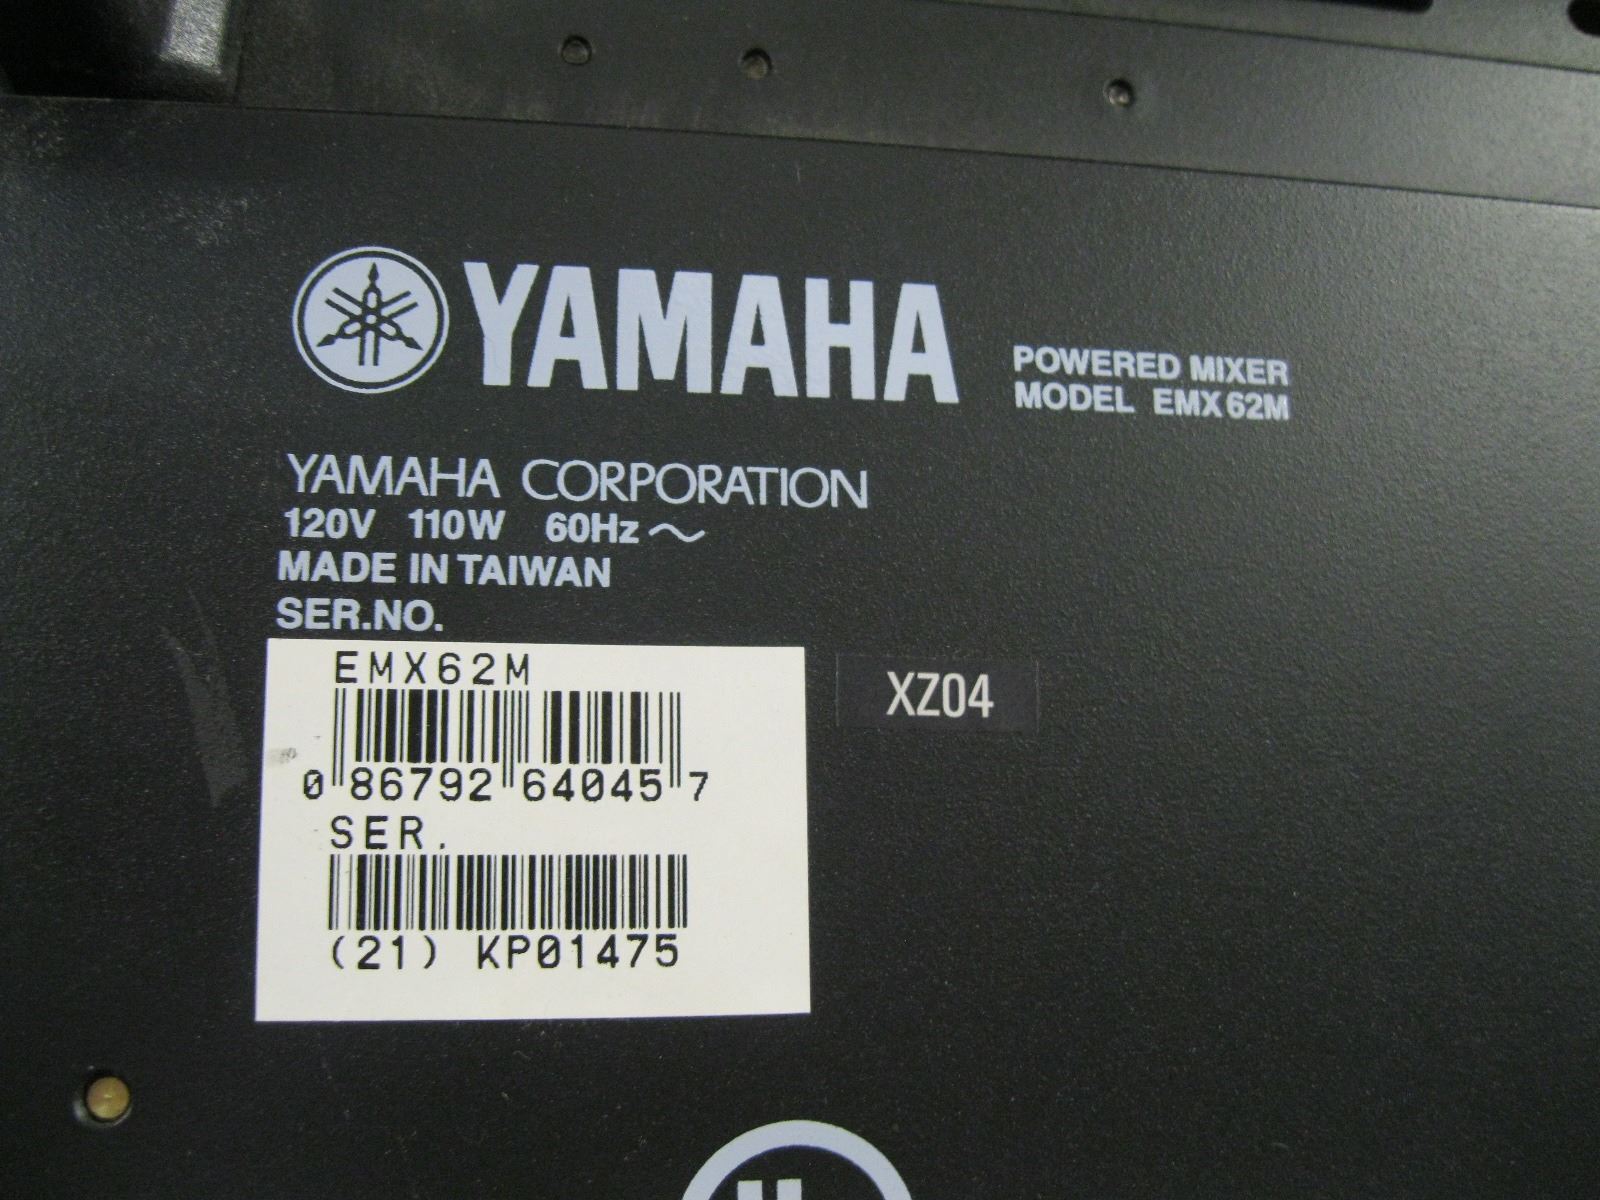 YAMAHA
POWERED MIXER
MODEL EMX62M
YAMAHA CORPORATION
120V 110W 60Hz ~
MADE IN TAIWAN
SER.NO.
EMX62M
0 86792 64045 7
SER.
(21) KP01475
XZ04